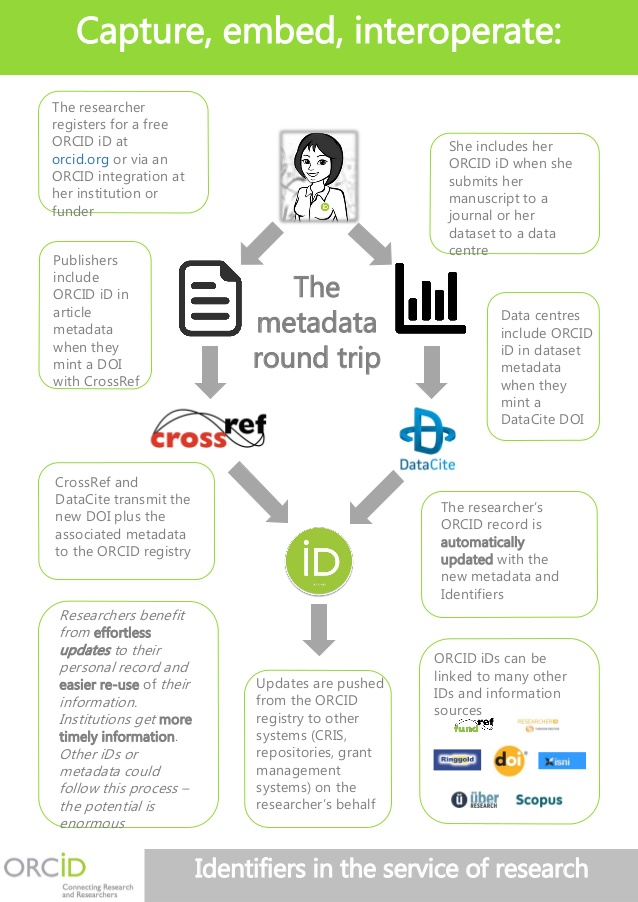 Capture, embed, interoperate:
The researcher
registers for a free
ORCID iD at
orcid.org or via an
ORCID integration at
her institution or
funder
iD
She includes her
ORCID iD when she
submits her
manuscript to a
journal or her
dataset to a data
centre
Publishers
include
ORCID iD in
article
metadata
when they
mint a DOI
with CrossRef
The
metadata
round trip
Data centres
include ORCID
iD in dataset
metadata
when they
mint a
DataCite DOI
crossref
DataCite
CrossRef and
DataCite transmit the
new DOI plus the
associated metadata
to the ORCID registry
iD
The researcher’s
ORCID record is
automatically
updated with the
new metadata and
Identifiers
Researchers benefit
from effortless
updates to their
personal record and
easier re-use of their
information.
Institutions get more
timely information.
Other iDs or
metadata could
follow this process –
the potential is
enormous
Updates are pushed
from the ORCID
registry to other
systems (CRIS,
repositories, grant
management
systems) on the
researcher’s behalf
ORCID iDs can be
linked to many other
IDs and information
sources
fundref
RESEARCHERID
Ringgold
doi
isni
über
RESEARCH
Scopus
ORCID
Connecting Research
and Researchers
Identifiers in the service of research